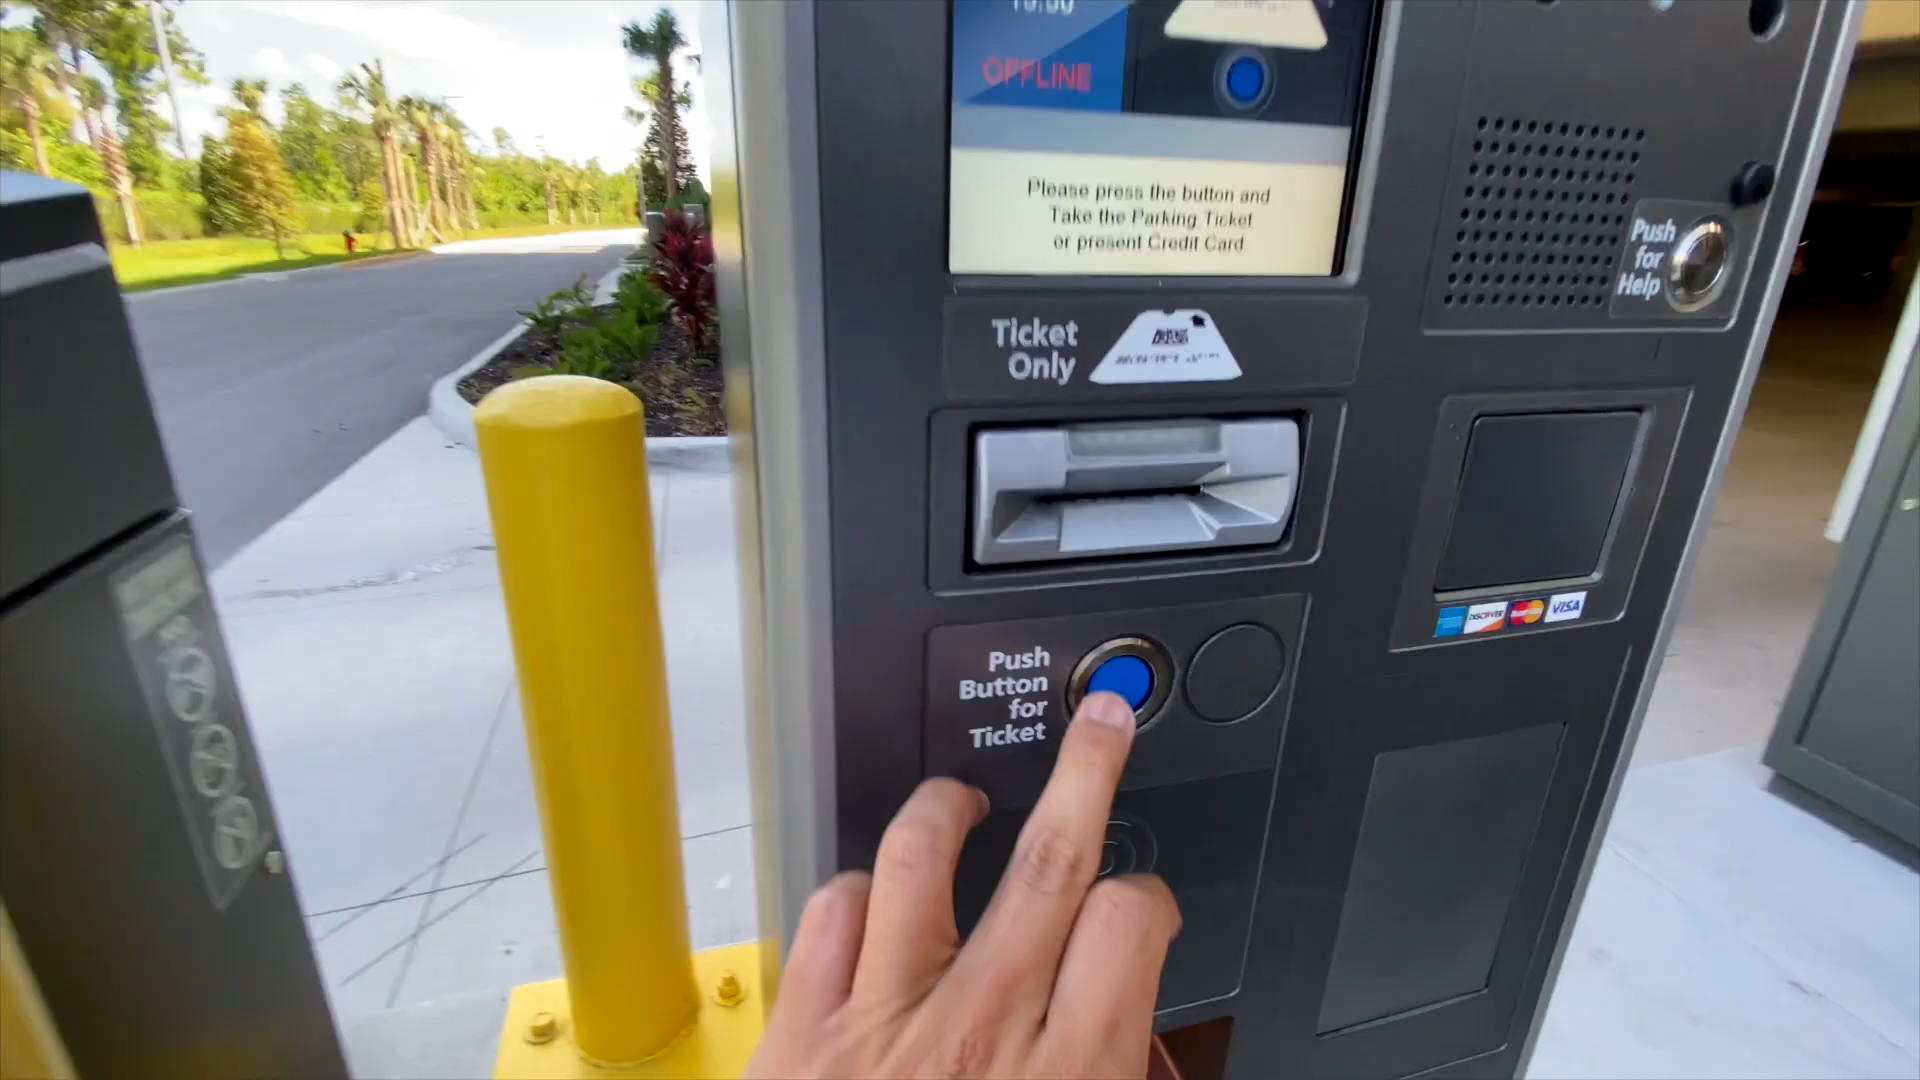 OFFLINE
Please press the button and
Take the Parking Ticket
or present Credit Card.
Push
for
Help
Ticket
Only
DISCOVER
VISA
Push
Button
for
Ticket